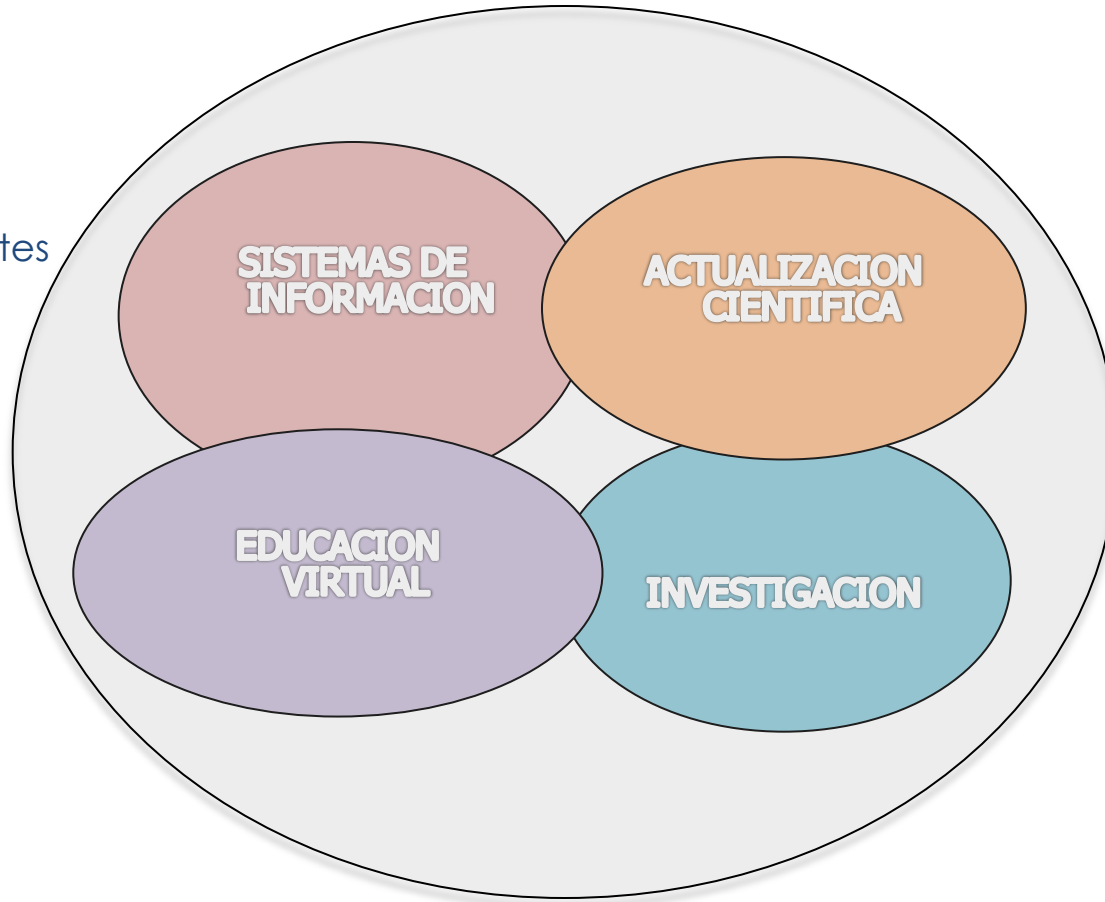 tes
SISTEMAS DE
INFORMACION
ACTUALIZACION
CIENTIFICA
EDUCACION
VIRTUAL
INVESTIGACION